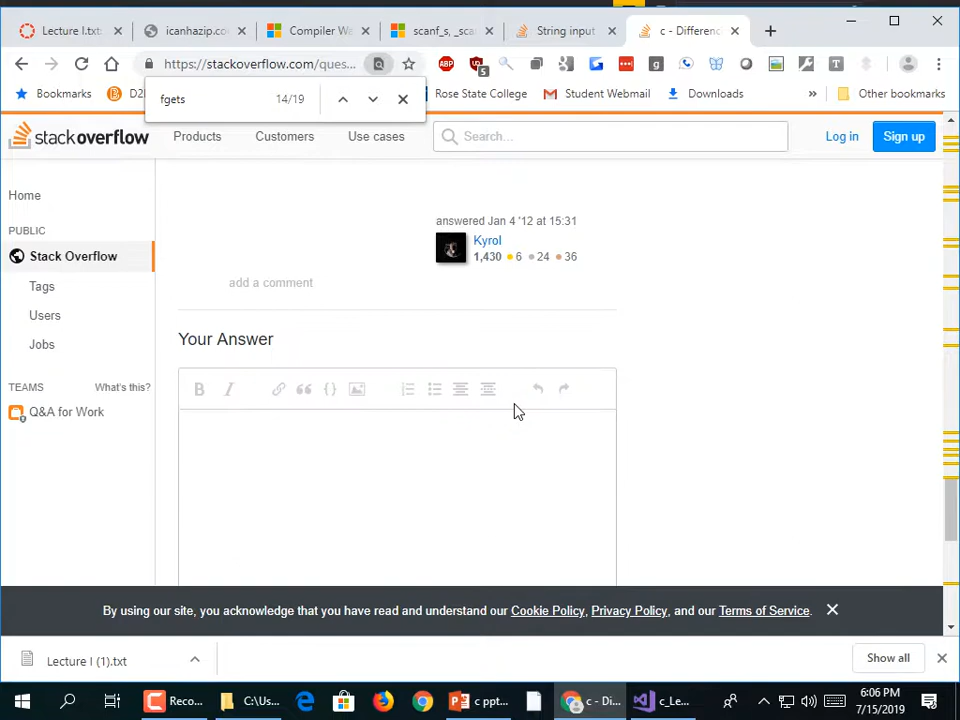 Lecture I.txt:
icanhazip.co
Compiler Wa
scanf_s, _sca
String input
c - Differenc
https://stackoverflow.com/ques...
ABP
5
Bookmarks
D2
Rose State College
Student Webmail
Downloads
»
Other bookmarks
fgets
14/19
stackoverflow
Products
Customers
Use cases
Search...
Log in
Sign up
Home
PUBLIC
Stack Overflow
Tags
Users
Jobs
TEAMS
What's this?
Q&A for Work
answered Jan 4 '12 at 15:31
Kyrol
1,430 ● 6 ● 24 ● 36
add a comment
Your Answer
By using our site, you acknowledge that you have read and understand our Cookie Policy, Privacy Policy, and our Terms of Service.
Lecture I (1).txt
Show all
Reco...
C:\Us...
c ppt...
c - Di...
c_Le...
6:06 PM
7/15/2019